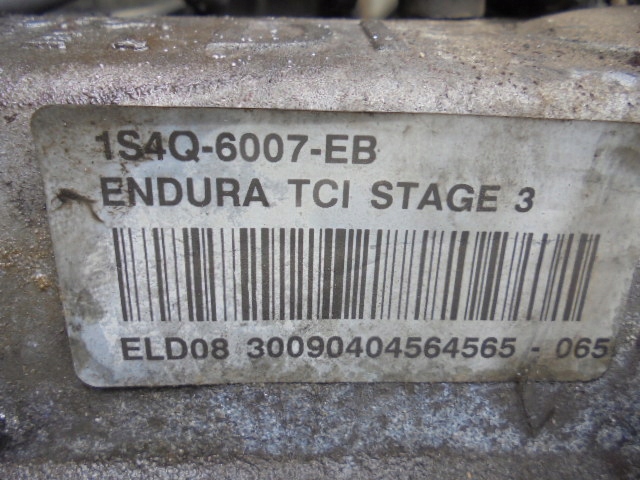 1S4Q-6007-EB
ENDURA TCI STAGE 3
ELD08 30090404564565 - 065